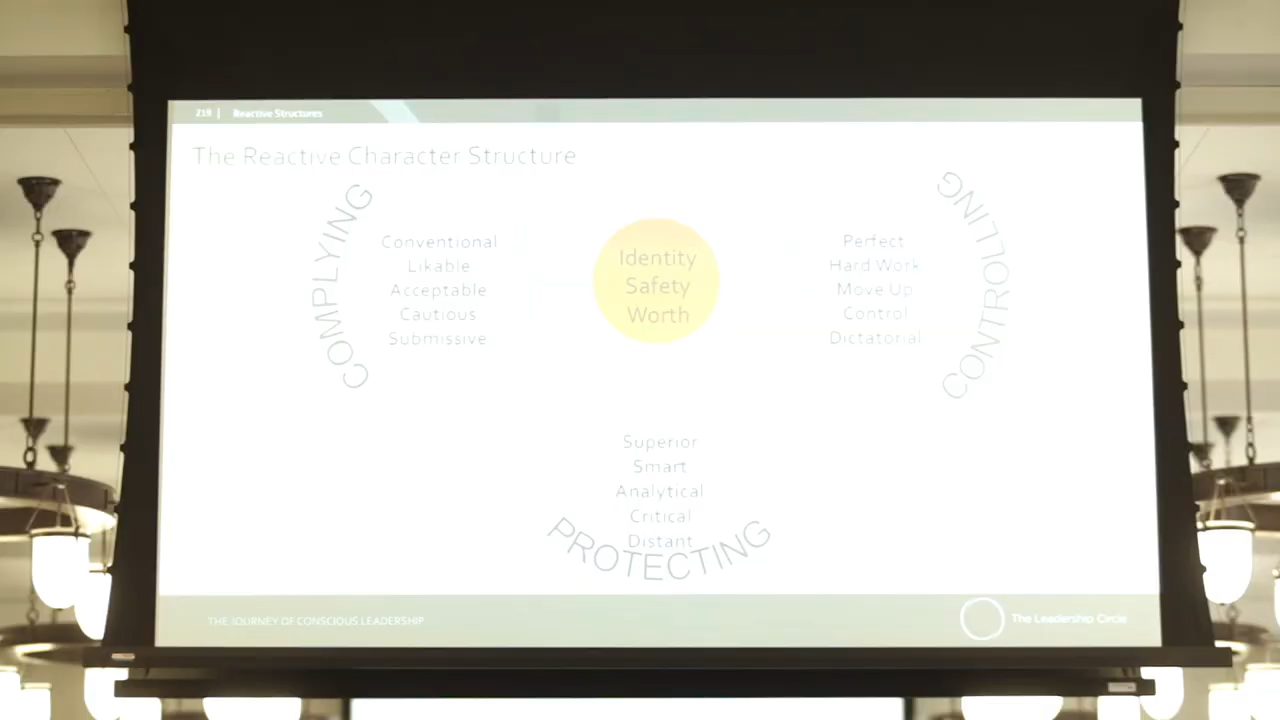 218 | Reactive Structures
The Reactive Character Structure
COMPLYING
Conventional
Likable
Acceptable
Cautious
Submissive
Identity
Safety
Worth
Perfect
Hard Work
Move Up
Control
Dictatorial
CONTROLLING
Superior
Smart
Analytical
Critical
Distant
PROTECTING
THE JOURNEY OF CONSCIOUS LEADERSHIP
The Leadership Circle